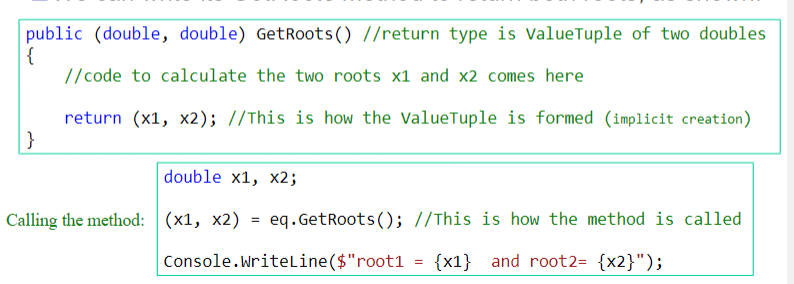 public (double, double) GetRoots() //return type is ValueTuple of two doubles
{
//code to calculate the two roots x1 and x2 comes here
return (x1, x2); //This is how the ValueTuple is formed (implicit creation)
}
double x1, x2;
Calling the method: (x1, x2) = eq.GetRoots(); //This is how the method is called
Console.WriteLine($"root1 = {x1}  and root2= {x2}");